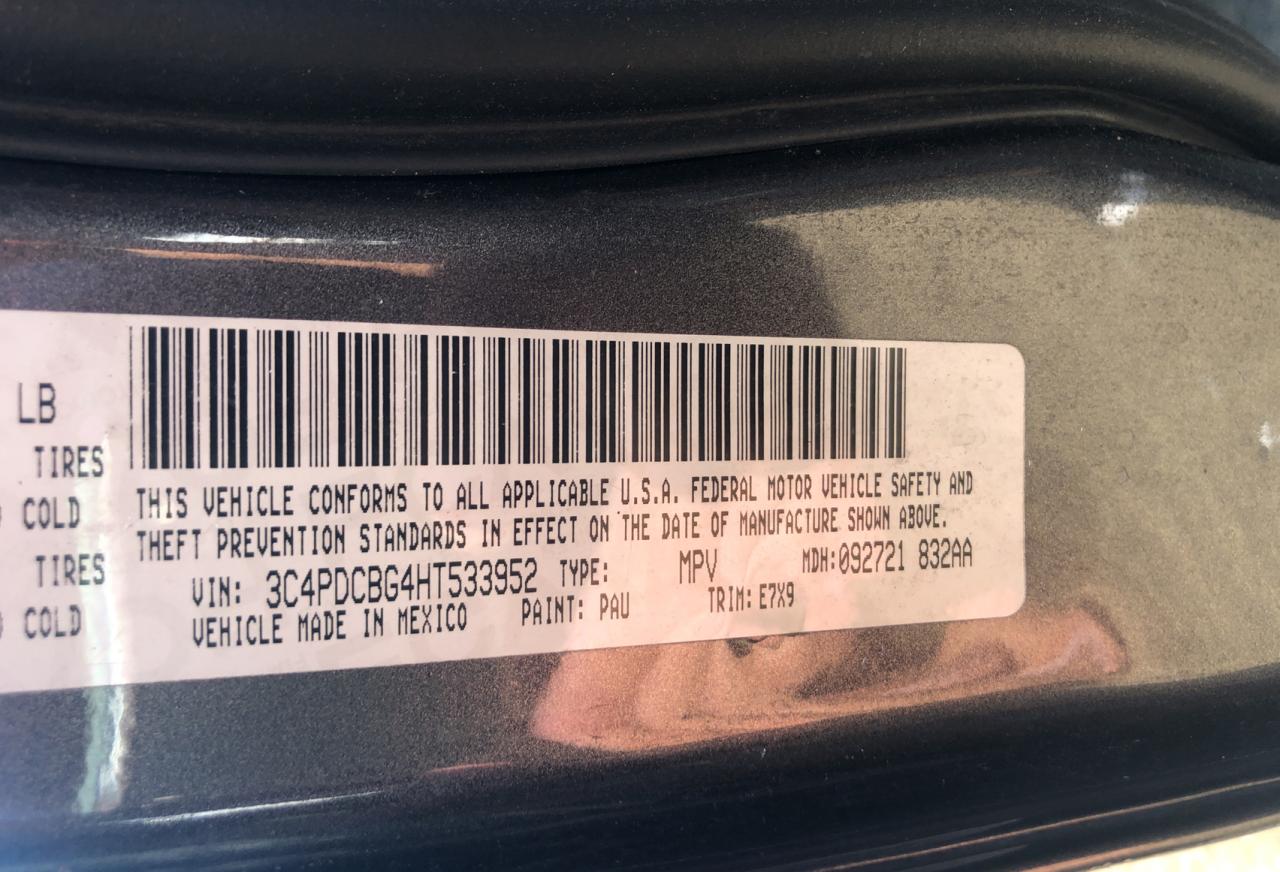 LB
TIRES
COLD
TIRES
COLD
THIS VEHICLE CONFORMS TO ALL APPLICABLE U.S.A. FEDERAL MOTOR VEHICLE SAFETY AND
THEFT PREVENTION STANDARDS IN EFFECT ON THE DATE OF MANUFACTURE SHOWN ABOVE.
VIN: 3C4PDCBG4HT533952 TYPE: MPV MDH:092721 832AA
VEHICLE MADE IN MEXICO PAINT: PAU TRIM: E7X9